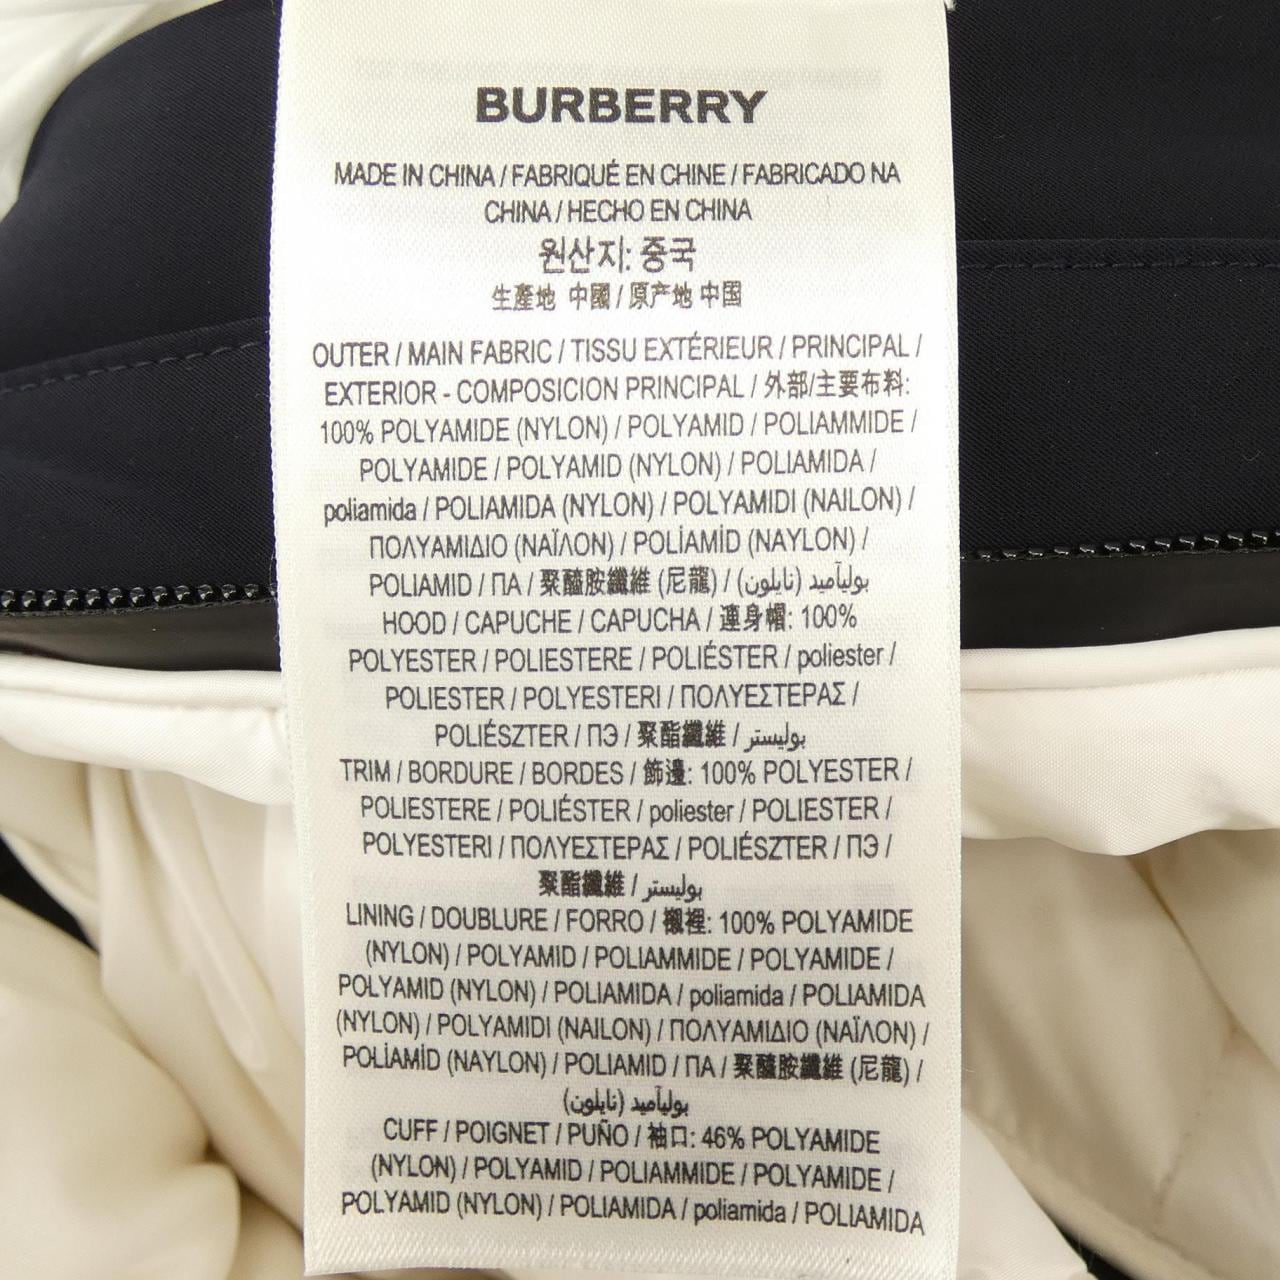 BURBERRY
MADE IN CHINA / FABRIQUÉ EN CHINE / FABRICADO NA
CHINA / HECHO EN CHINA
원산지: 중국
生産地 中國 / 原产地 中国
OUTER / MAIN FABRIC / TISSU EXTÉRIEUR / PRINCIPAL /
EXTERIOR - COMPOSICION PRINCIPAL / 外部/主要布料:
100% POLYAMIDE (NYLON) / POLYAMID / POLIAMMIDE /
POLYAMIDE / POLYAMID (NYLON) / POLIAMIDA /
poliamida / POLIAMIDA (NYLON) / POLYAMIDI (NAILON) /
ΠΟΛΥΑΜΙΔΙΟ (ΝΑΪΛΟΝ) / POLİAMİD (NAYLON) /
POLIAMID / ПА / 聚醯胺纖維 (尼龍) / بوليآميد (نايلون)
HOOD / CAPUCHE / CAPUCHA / 連身帽: 100%
POLYESTER / POLIESTERE / POLIÉSTER / poliester /
POLIESTER / POLYESTERI / ΠΟΛΥΕΣΤΕΡΑΣ /
POLIÉSZTER / ПЭ / 聚酯纖維 / بوليستر
TRIM / BORDURE / BORDES / 飾邊: 100% POLYESTER /
POLIESTERE / POLIÉSTER / poliester / POLIESTER /
POLYESTERI / ΠΟΛΥΕΣΤΕΡΑΣ / POLIÉSZTER / ПЭ /
聚酯纖維 / بوليستر
LINING / DOUBLURE / FORRO / 襯裡: 100% POLYAMIDE
(NYLON) / POLYAMID / POLIAMMIDE / POLYAMIDE /
POLYAMID (NYLON) / POLIAMIDA / poliamida / POLIAMIDA
(NYLON) / POLYAMIDI (NAILON) / ΠΟΛΥΑΜΙΔΙΟ (ΝΑΪΛΟΝ) /
POLİAMİD (NAYLON) / POLIAMID / ПА / 聚醯胺纖維 (尼龍) /
بوليآميد (نايلون)
CUFF / POIGNET / PUÑO / 袖口: 46% POLYAMIDE
(NYLON) / POLYAMID / POLIAMMIDE / POLYAMIDE /
POLYAMID (NYLON) / POLIAMIDA / poliamida / POLIAMIDA